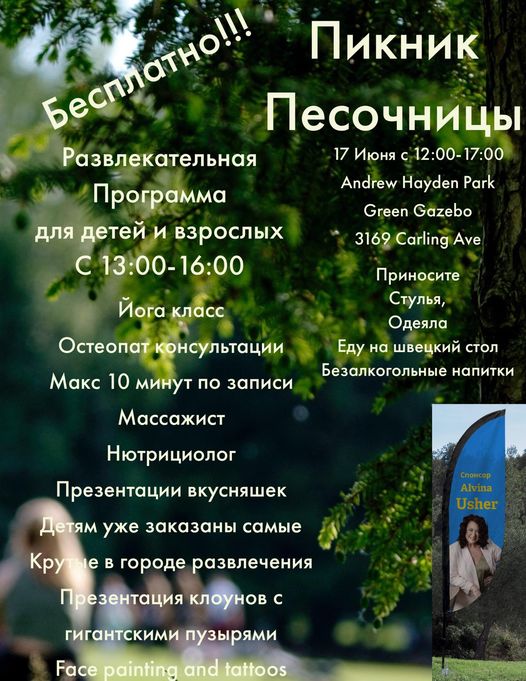 Бесплатно!!!
Пикник
Песочницы
17 Июня с 12:00-17:00
Andrew Hayden Park
Green Gazebo
3169 Carling Ave
Приносите
Стулья,
Одеяла
Еду на швецкий стол
Безалкогольные напитки
Развлекательная
Программа
для детей и взрослых
С 13:00-16:00
Йога класс
Остеопат консультации
Макс 10 минут по записи
Массажист
Нютрициолог
Презентации вкусняшек
Детям уже заказаны самые
Крутые в городе развлечения
Презентация клоунов с
гигантскими пузырями
Face painting and tattoos
Спонсор
Alvina
Usher